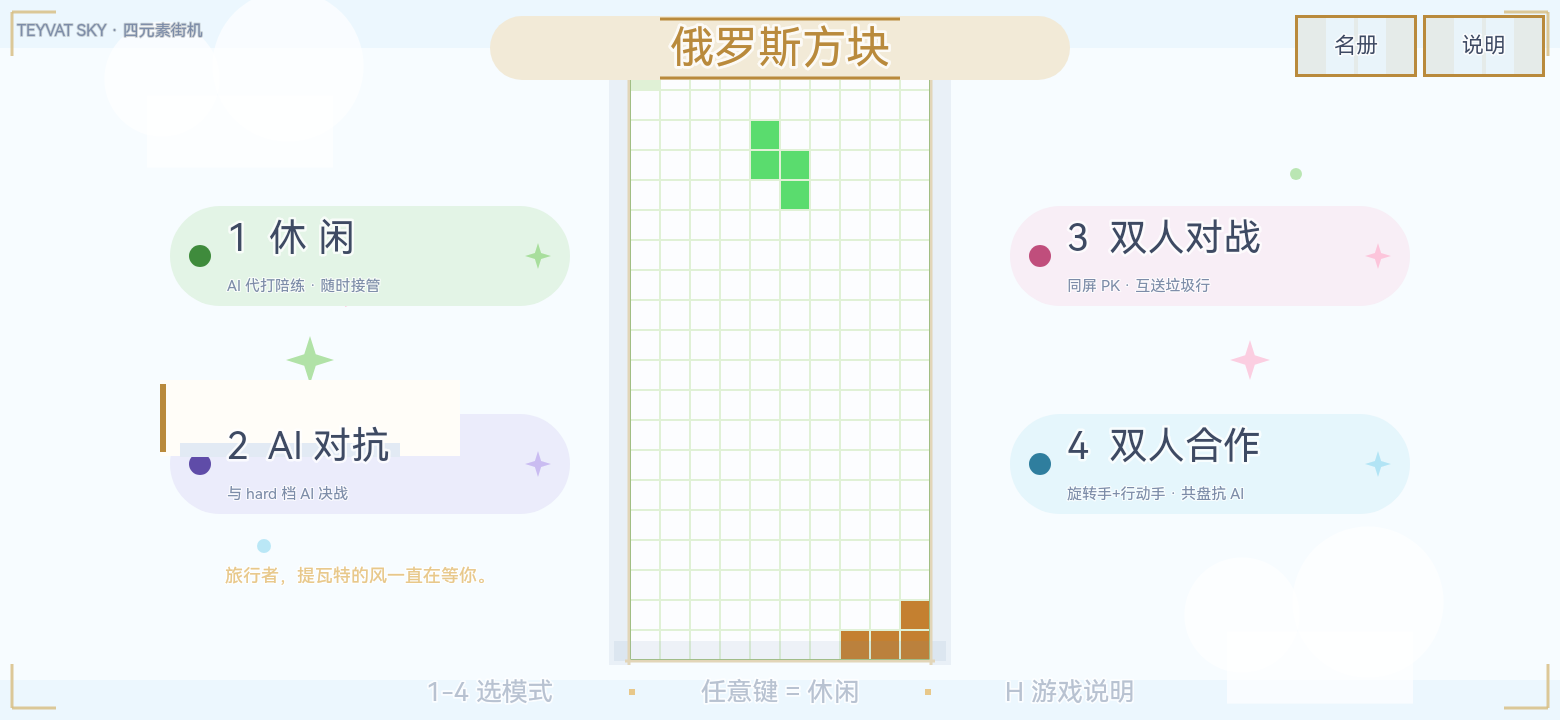 TEYVAT SKY · 四元素街机
俄罗斯方块
名册
说明
1 休 闲
AI 代打陪练 · 随时接管
2 AI 对抗
与 hard 档 AI 决战
旅行者，提瓦特的风一直在等你。
3 双人对战
同屏 PK · 互送垃圾行
4 双人合作
旋转手+行动手 · 共盘抗 AI
1-4 选模式 ▪ 任意键 = 休闲 ▪ H 游戏说明